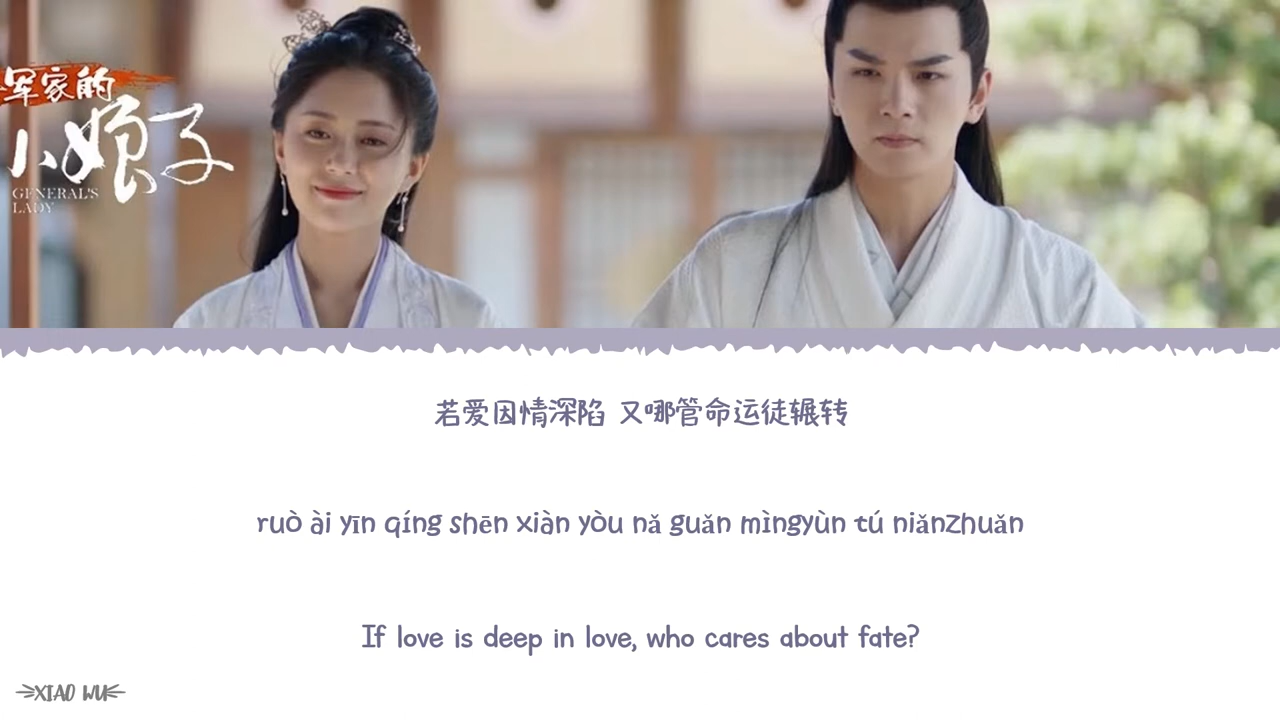 军家的
小娘子
GENERAL'S
LADY
若爱因情深陷 又哪管命运徒辗转
ruò ài yīn qíng shēn xiàn yòu nǎ guǎn mìngyùn tú niǎnzhuǎn
If love is deep in love, who cares about fate?
XIAO WU